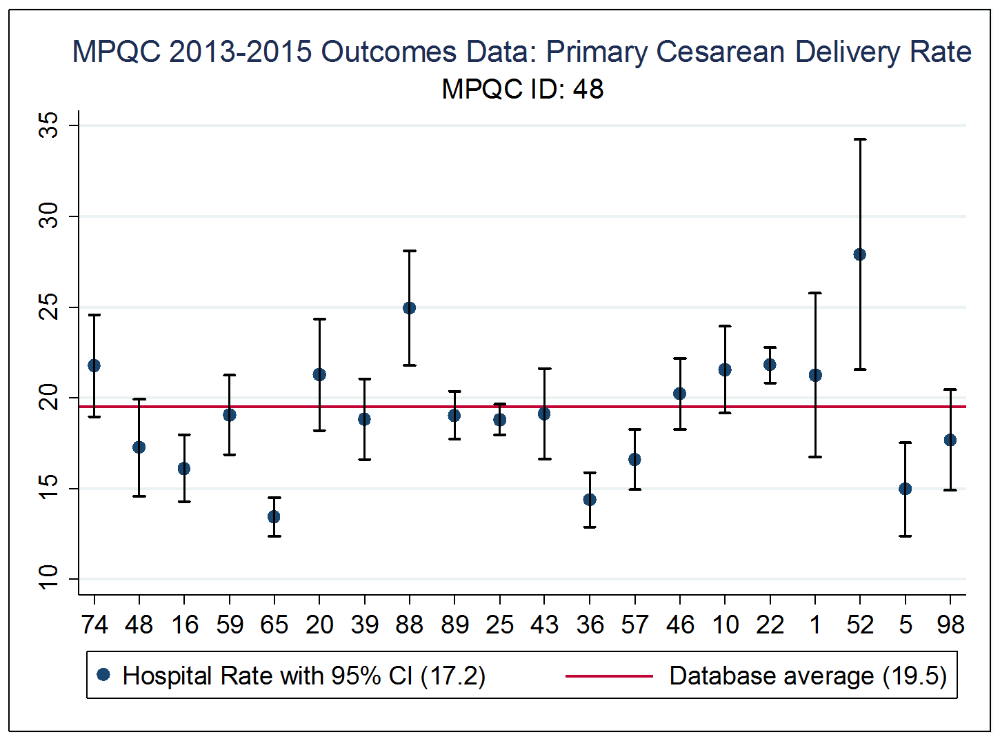 MPQC 2013-2015 Outcomes Data: Primary Cesarean Delivery Rate
MPQC ID: 48
35
30
25
20
15
10
74 48 16 59 65 20 39 88 89 25 43 36 57 46 10 22 1 52 5 98
Hospital Rate with 95% CI (17.2) Database average (19.5)